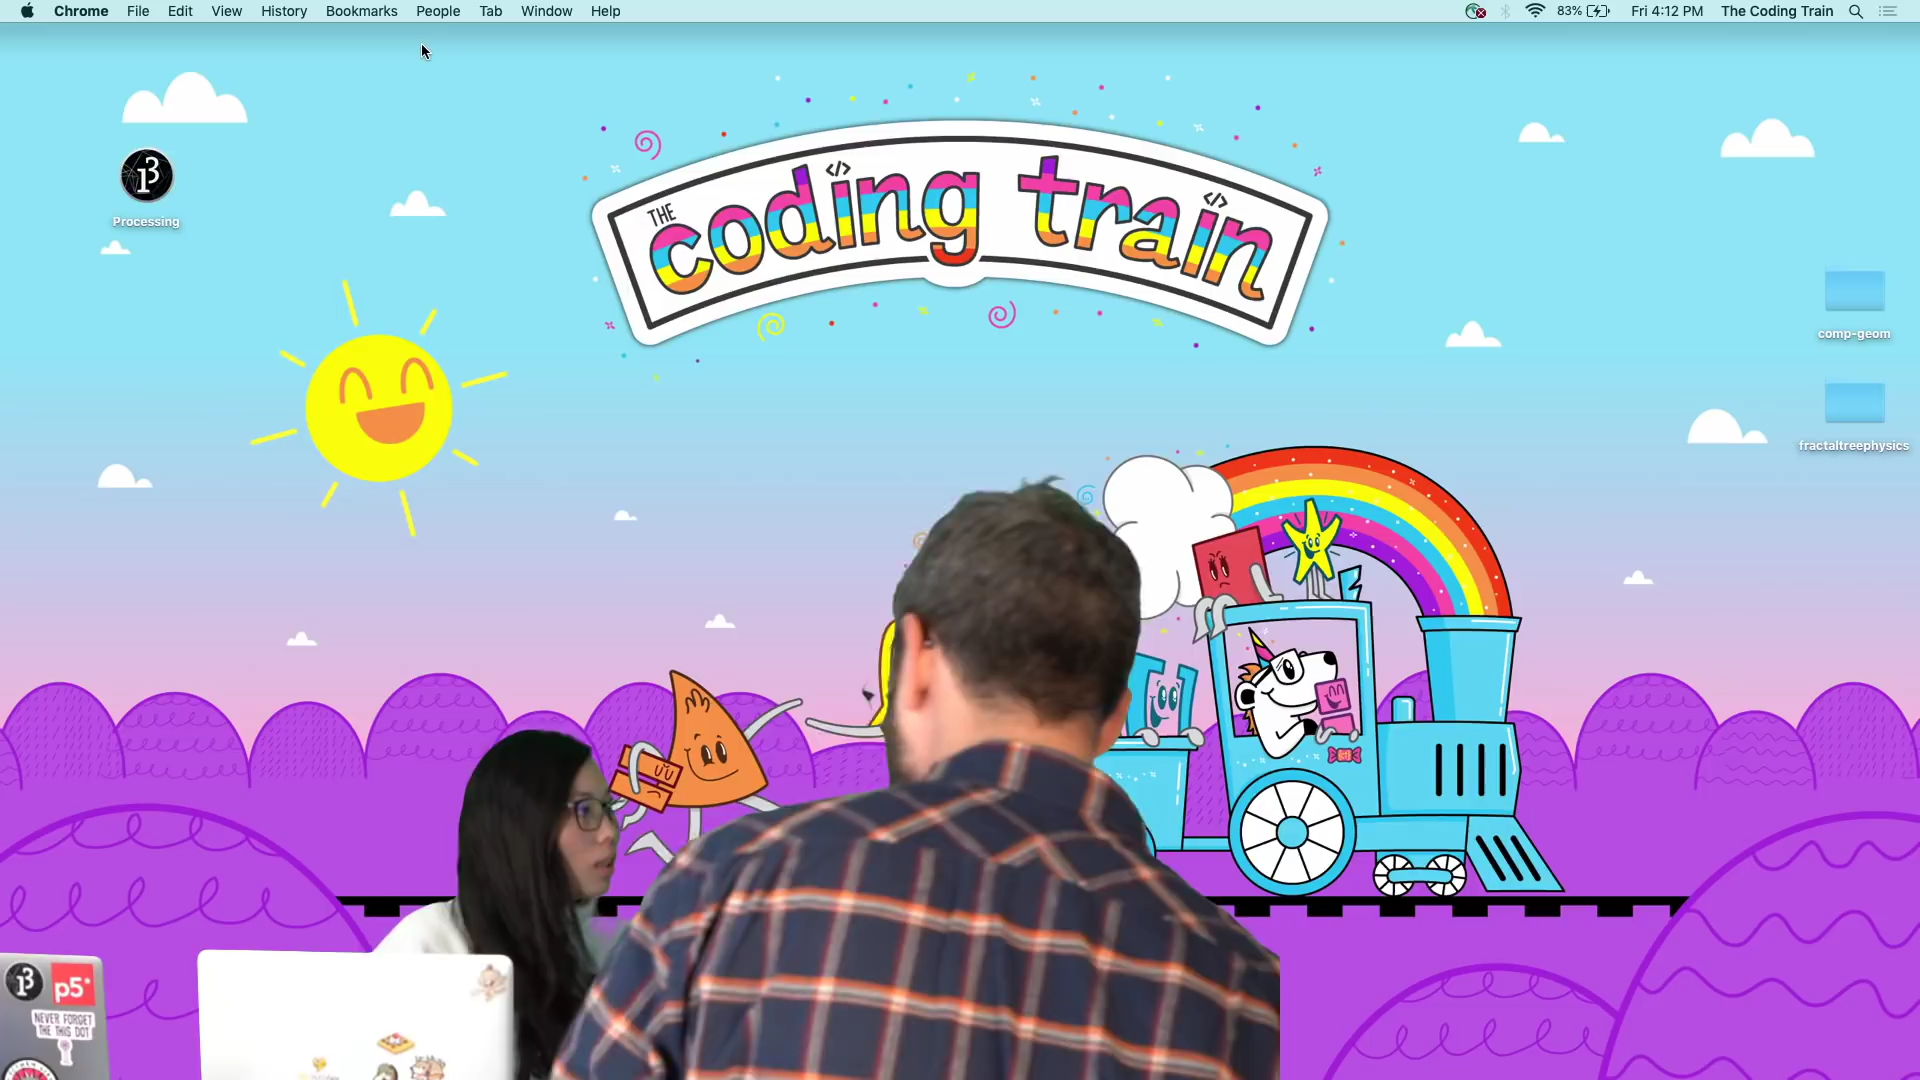 Chrome File Edit View History Bookmarks People Tab Window Help 83% Fri 4:12 PM The Coding Train
THE coding train
</>
</>
Processing
comp-geom
fractaltreephysics
p5*
NEVER FORGET
THE THIS DOT